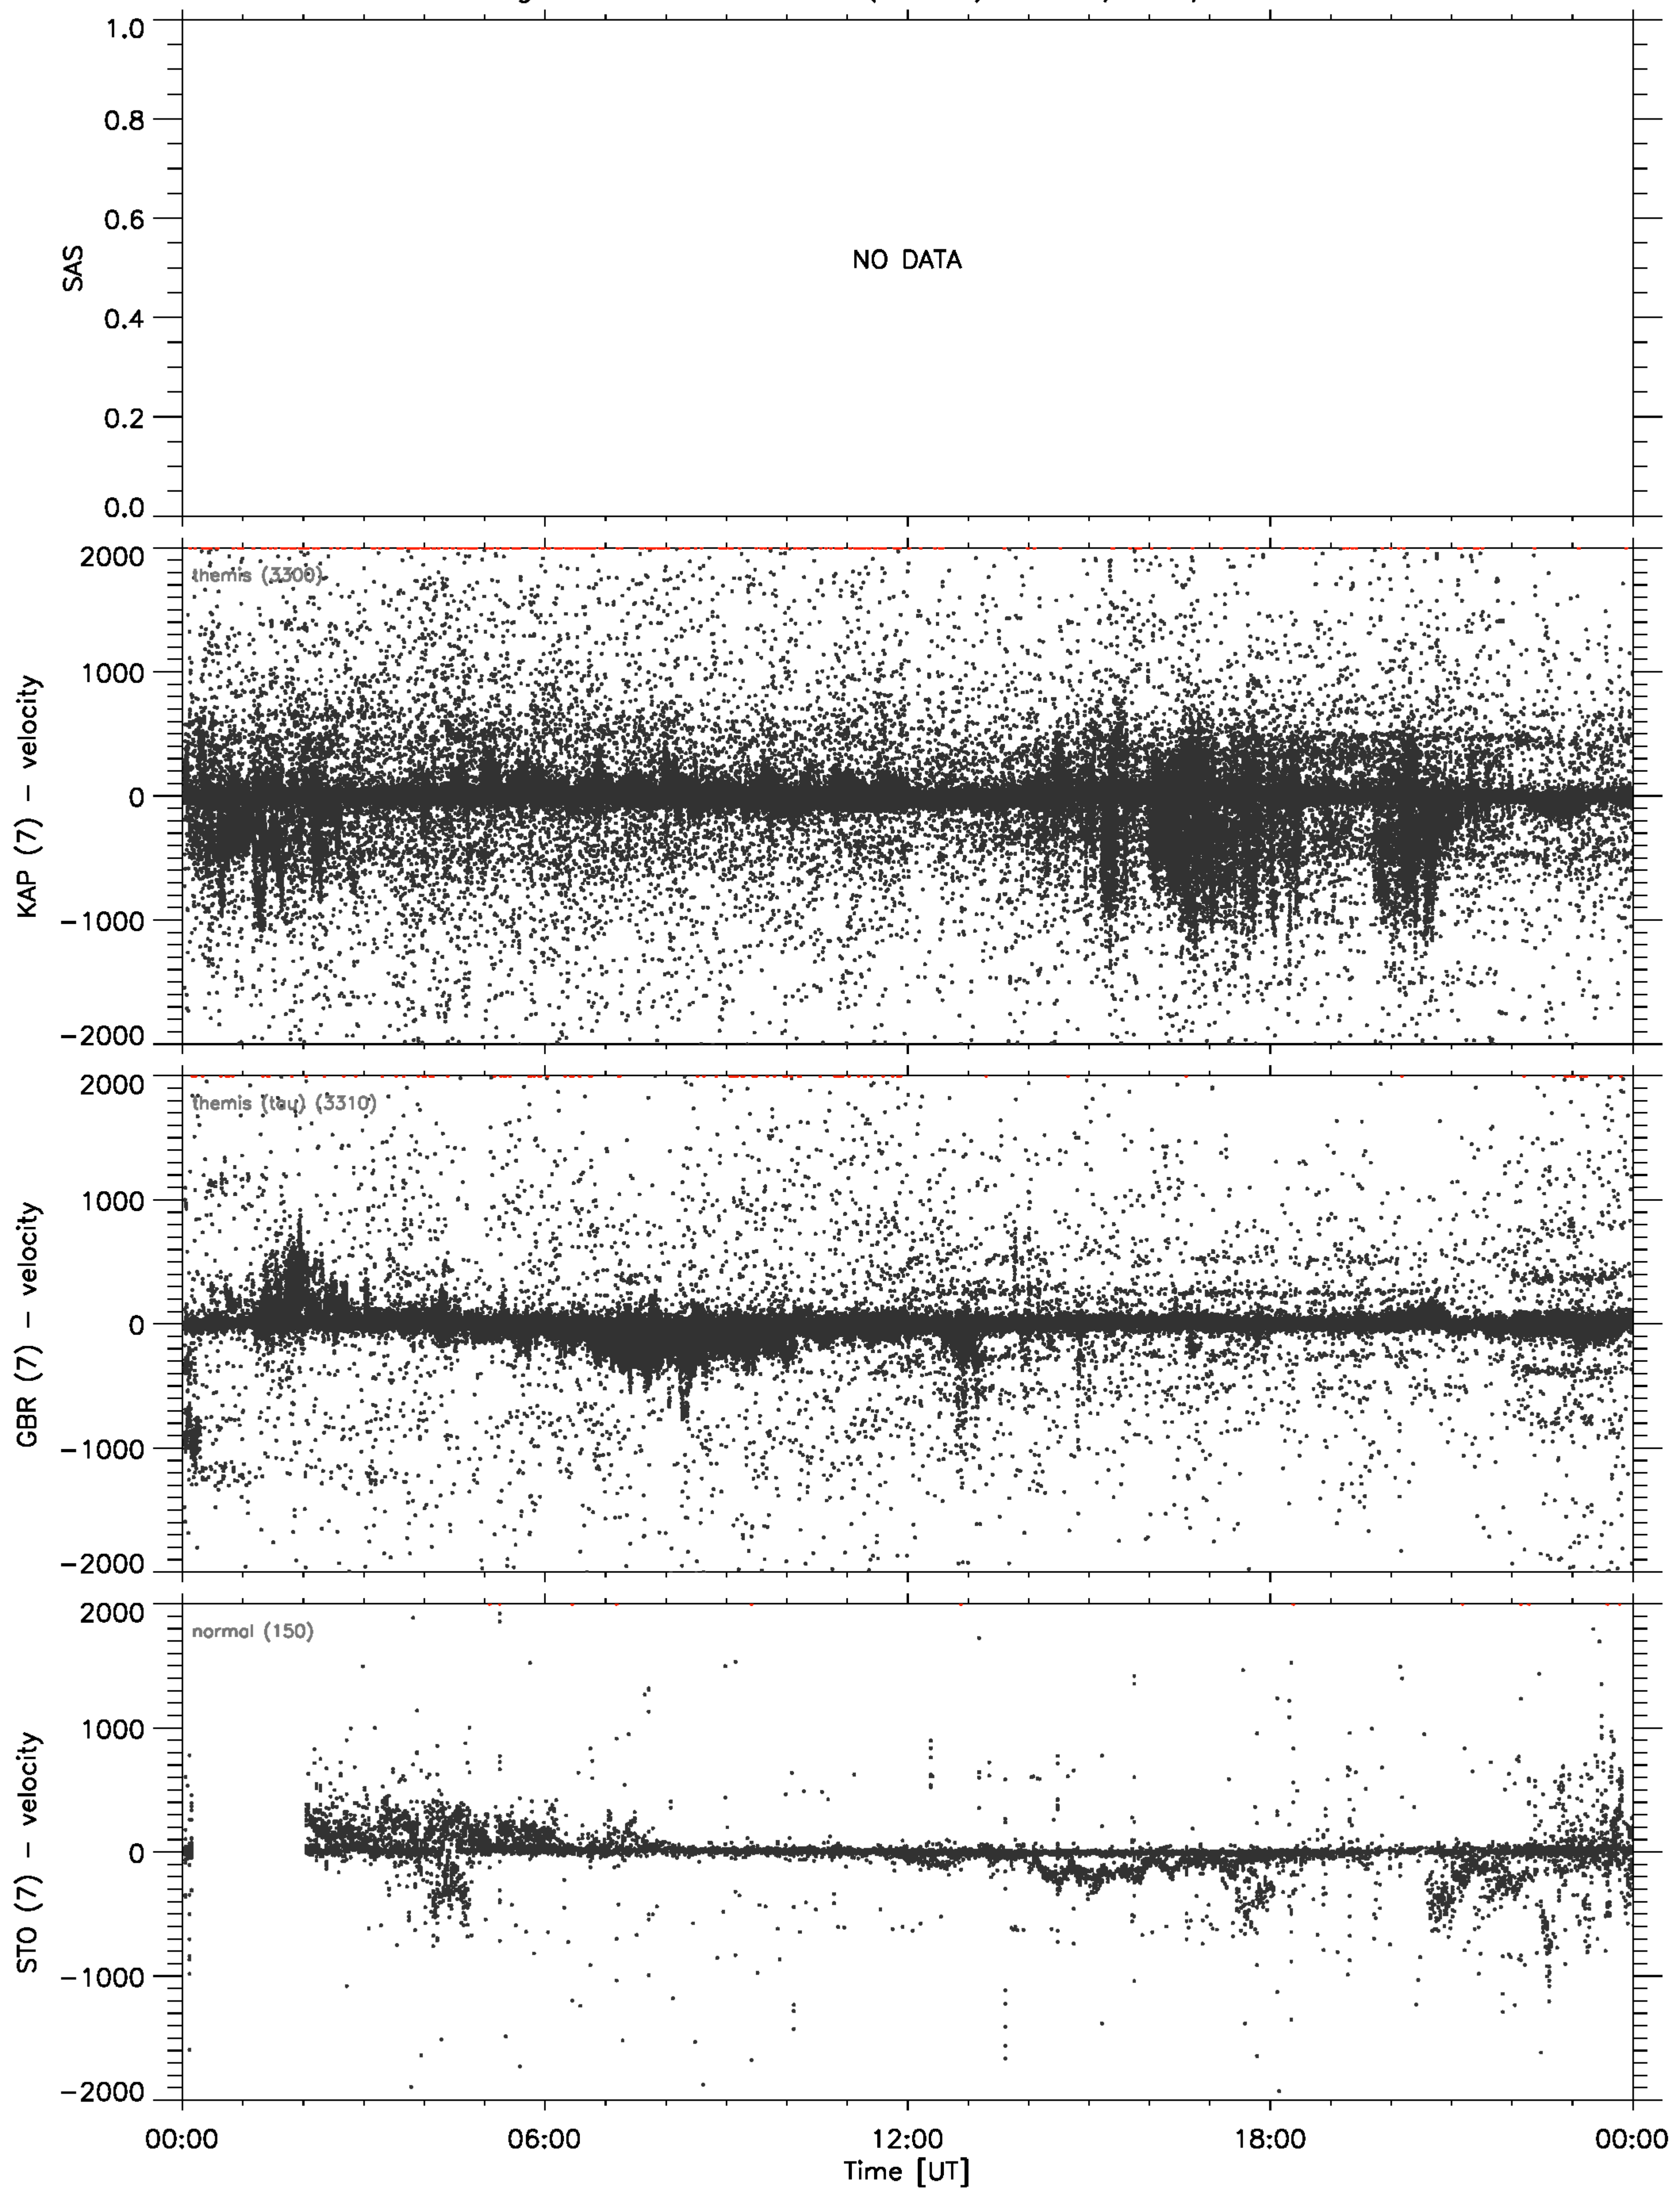 1.0
0.8
0.6
0.4
0.2
0.0
SAS
NO DATA
2000
1000
0
−1000
−2000
KAP (7) − velocity
themis (3300)
2000
1000
0
−1000
−2000
GBR (7) − velocity
themis (tau) (3310)
2000
1000
0
−1000
−2000
STO (7) − velocity
normal (150)
00:00 06:00 12:00 18:00 00:00
Time [UT]